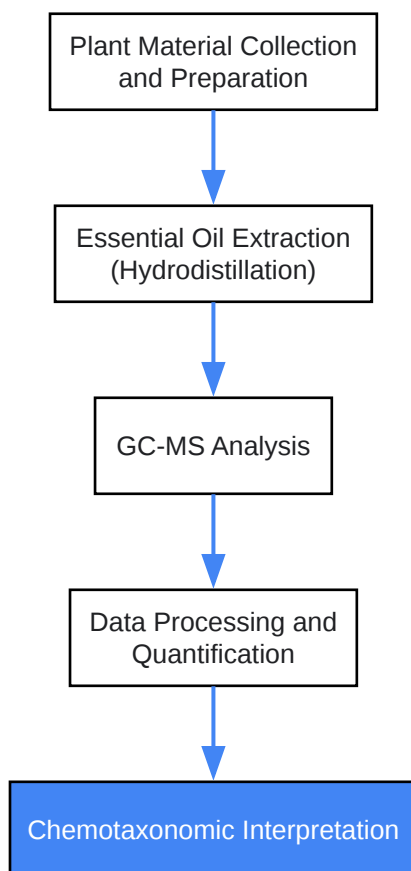 Plant Material Collection
and Preparation
Essential Oil Extraction
(Hydrodistillation)
GC-MS Analysis
Data Processing and
Quantification
Chemotaxonomic Interpretation